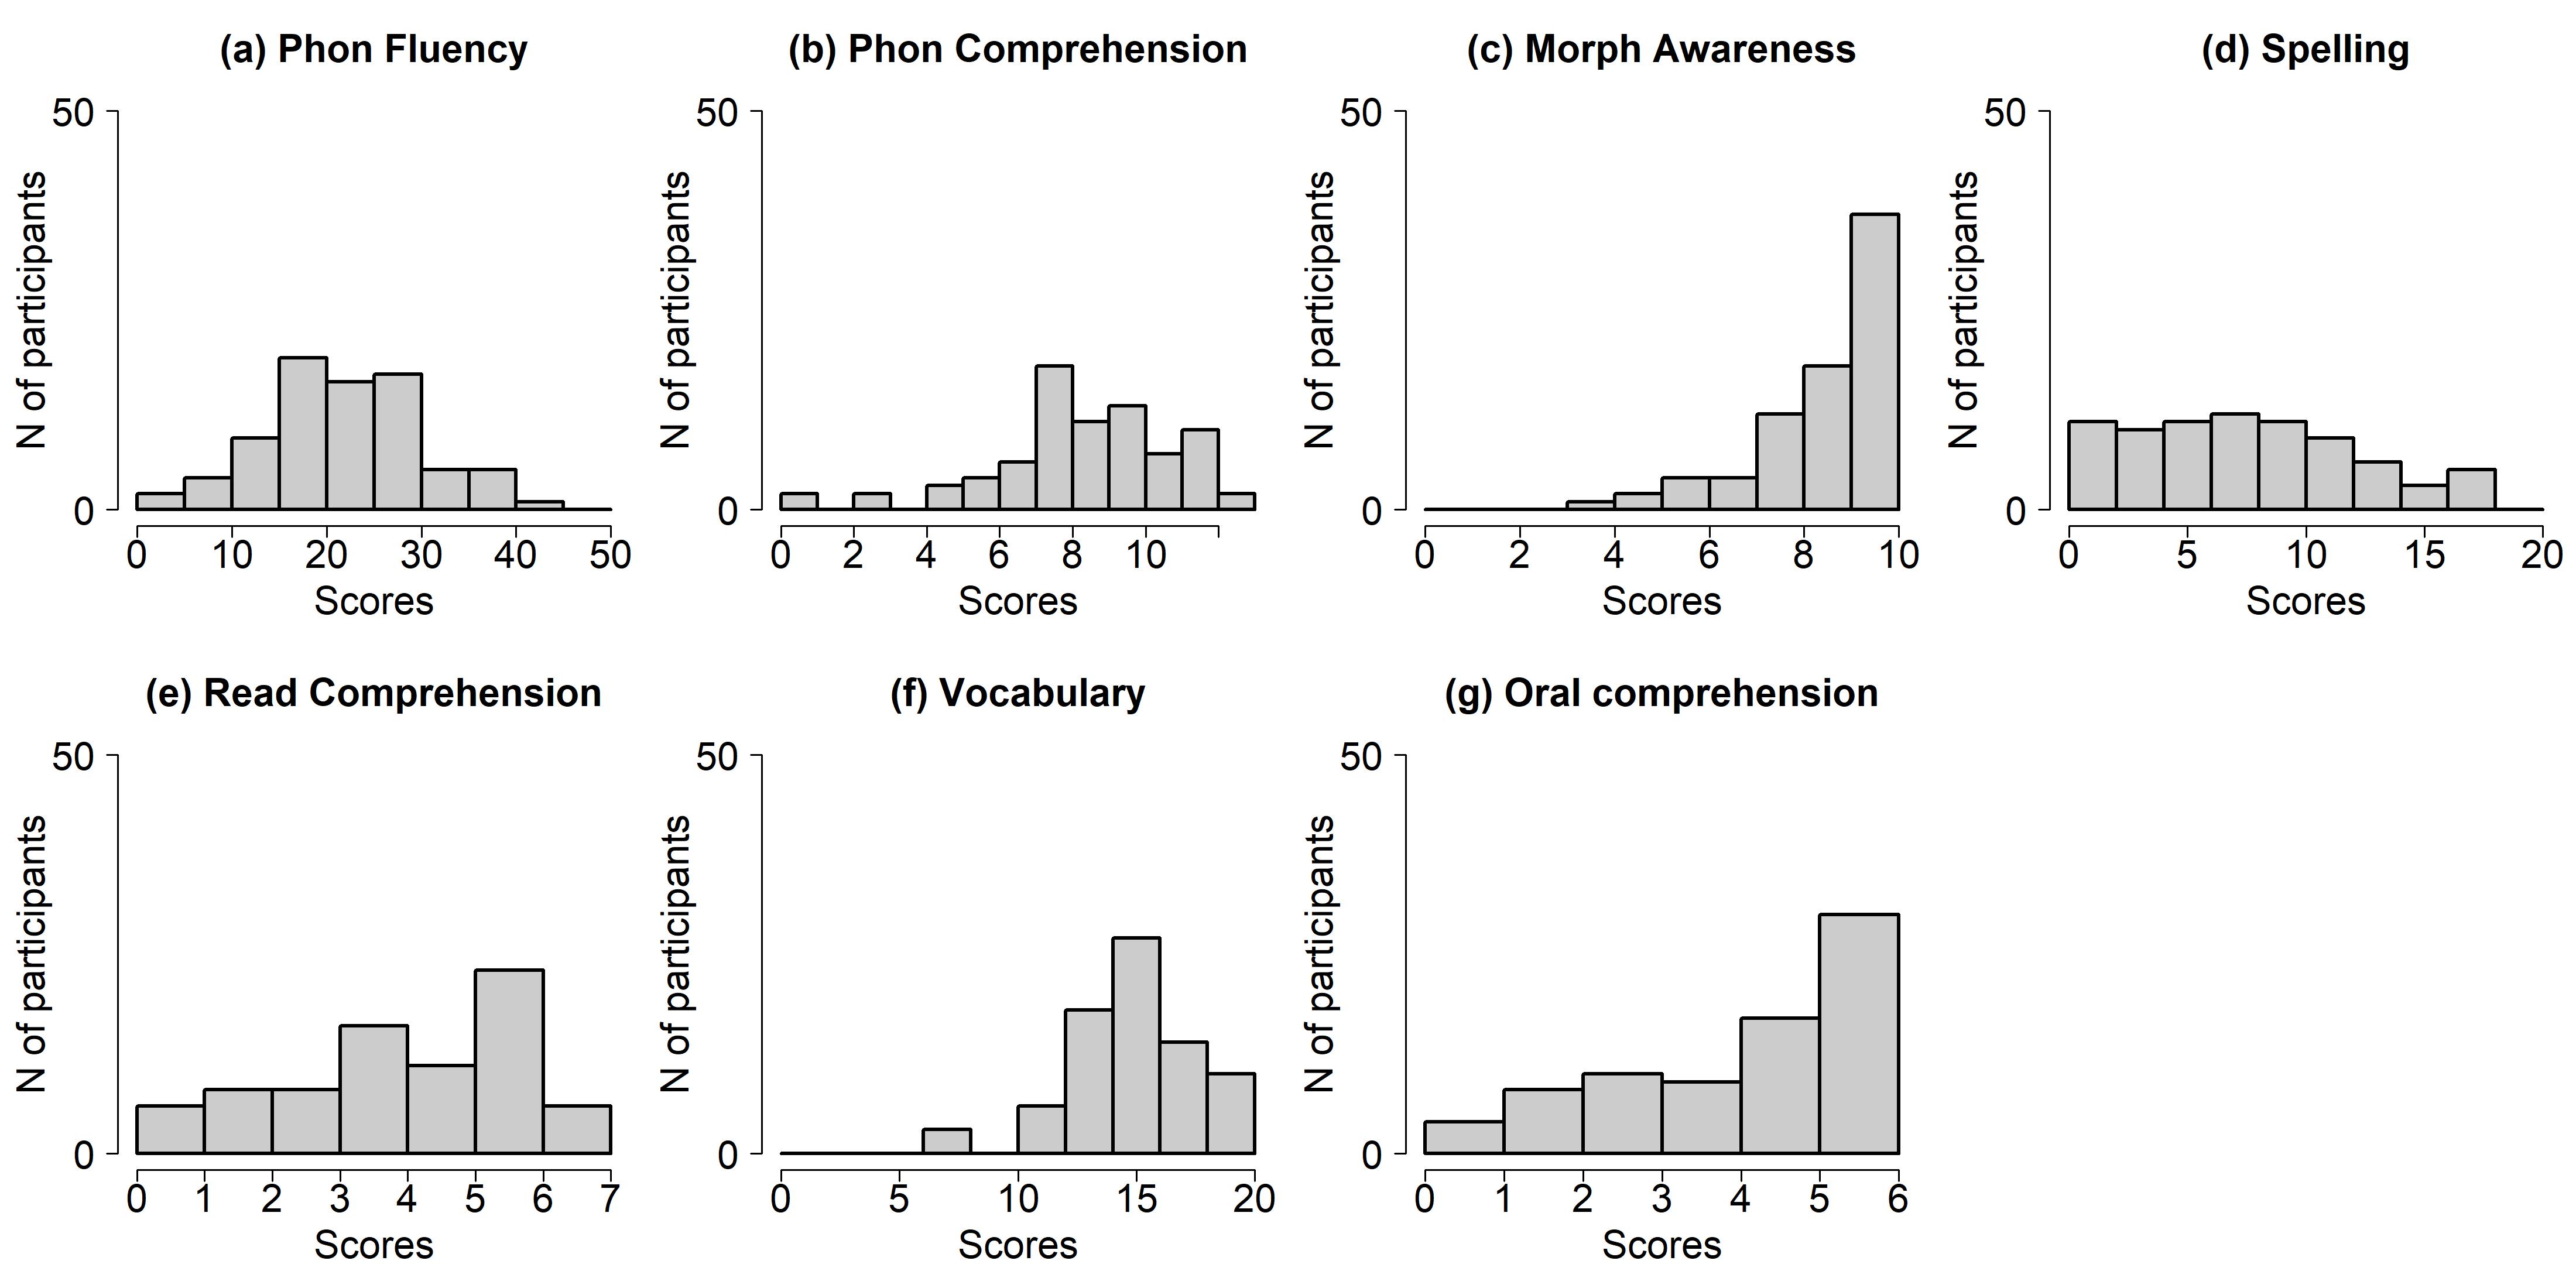 (a) Phon Fluency
50
0
N of participants
0 10 20 30 40 50
Scores
(b) Phon Comprehension
50
0
N of participants
0 2 4 6 8 10
Scores
(c) Morph Awareness
50
0
N of participants
0 2 4 6 8 10
Scores
(d) Spelling
50
0
N of participants
0 5 10 15 20
Scores
(e) Read Comprehension
50
0
N of participants
0 1 2 3 4 5 6 7
Scores
(f) Vocabulary
50
0
N of participants
0 5 10 15 20
Scores
(g) Oral comprehension
50
0
N of participants
0 1 2 3 4 5 6
Scores